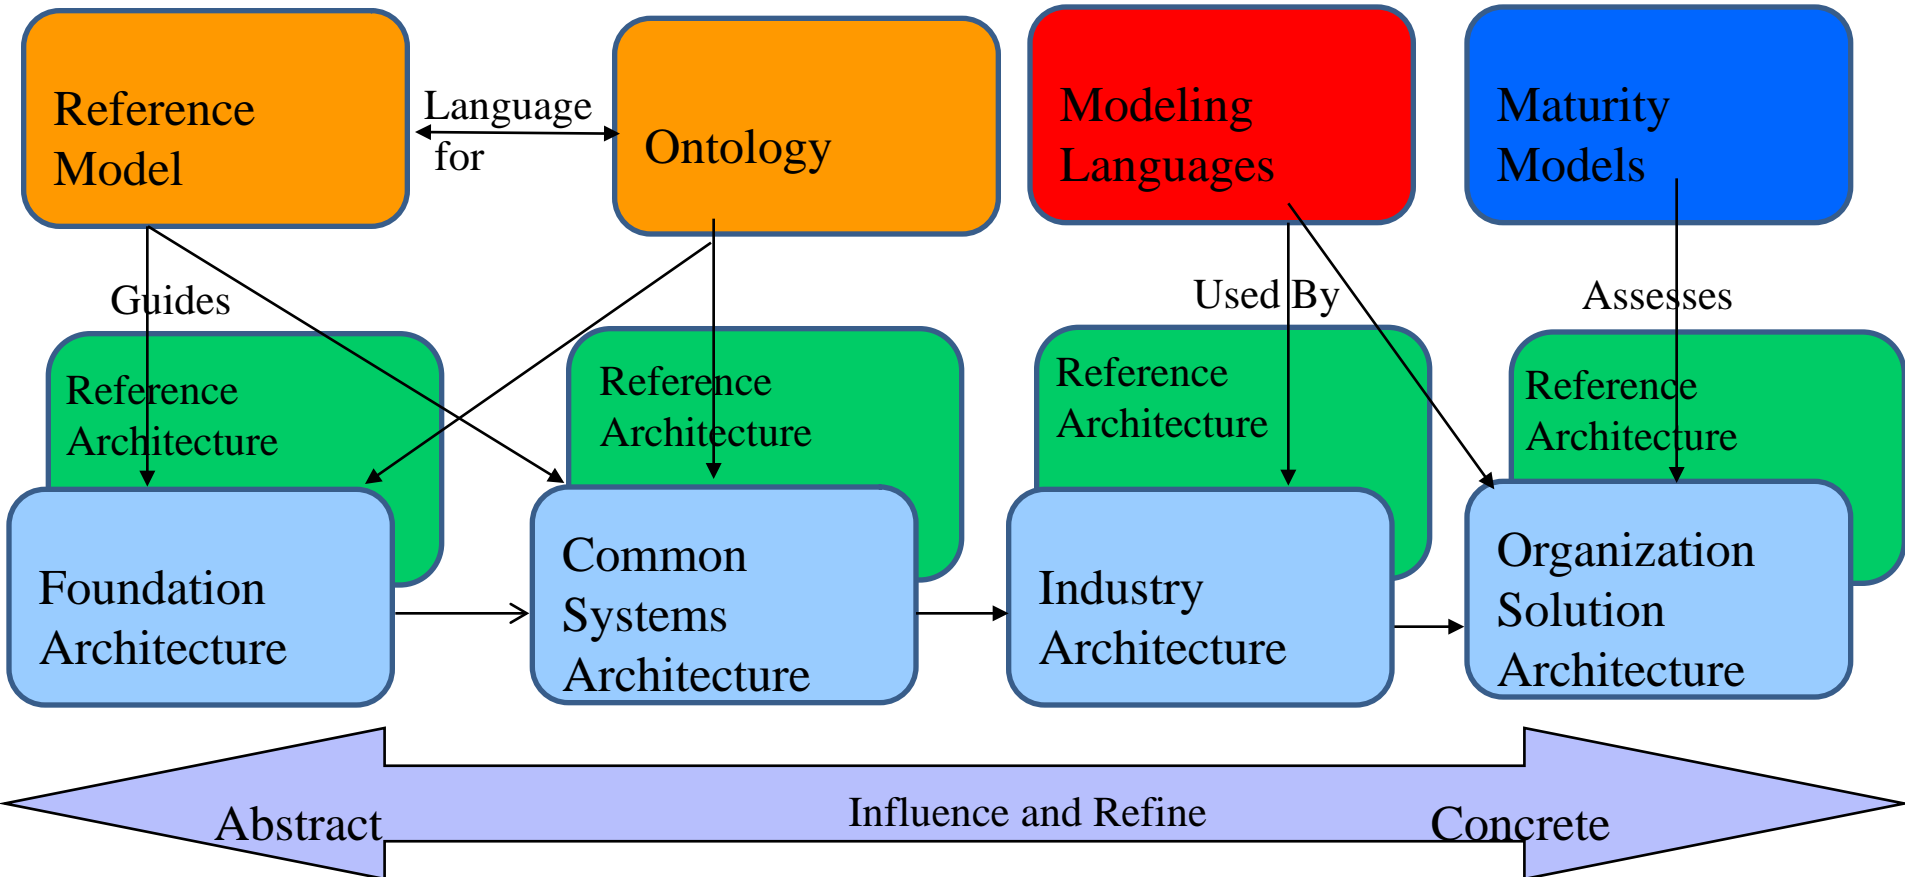 Reference
Model
Language
for
Ontology
Modeling
Languages
Maturity
Models
Guides
Used By
Assesses
Reference
Architecture
Reference
Architecture
Reference
Architecture
Reference
Architecture
Foundation
Architecture
Common
Systems
Architecture
Industry
Architecture
Organization
Solution
Architecture
Abstract
Influence and Refine
Concrete